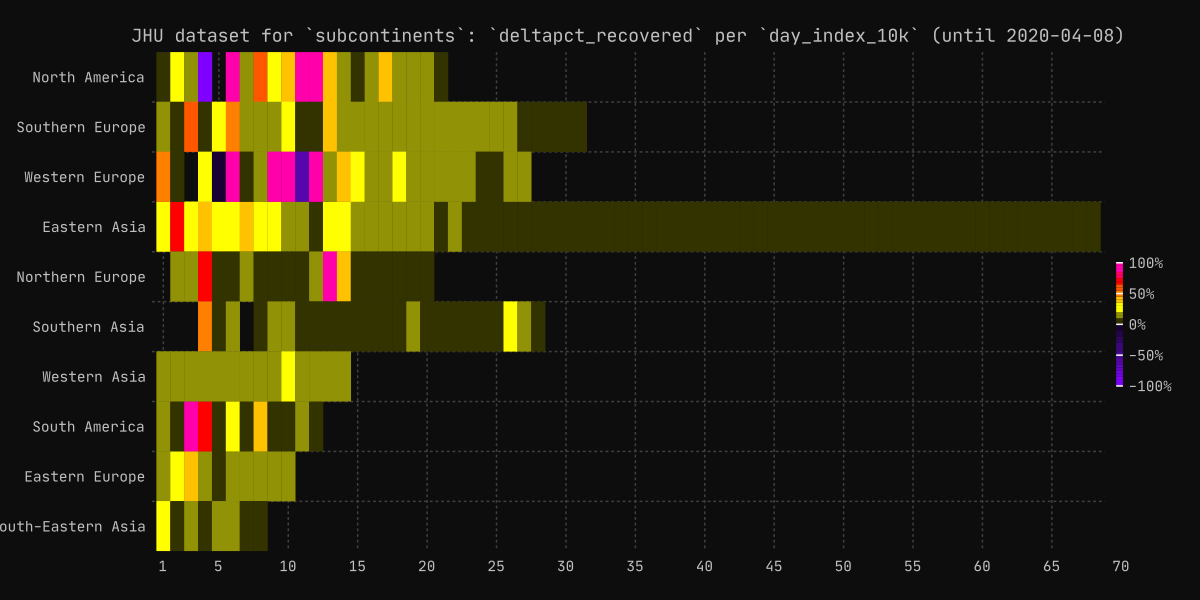 JHU dataset for `subcontinents`: `deltapct_recovered` per `day_index_10k` (until 2020-04-08)
North America
Southern Europe
Western Europe
Eastern Asia
Northern Europe
Southern Asia
Western Asia
South America
Eastern Europe
outh-Eastern Asia
100%
50%
0%
-50%
-100%
1 5 10 15 20 25 30 35 40 45 50 55 60 65 70